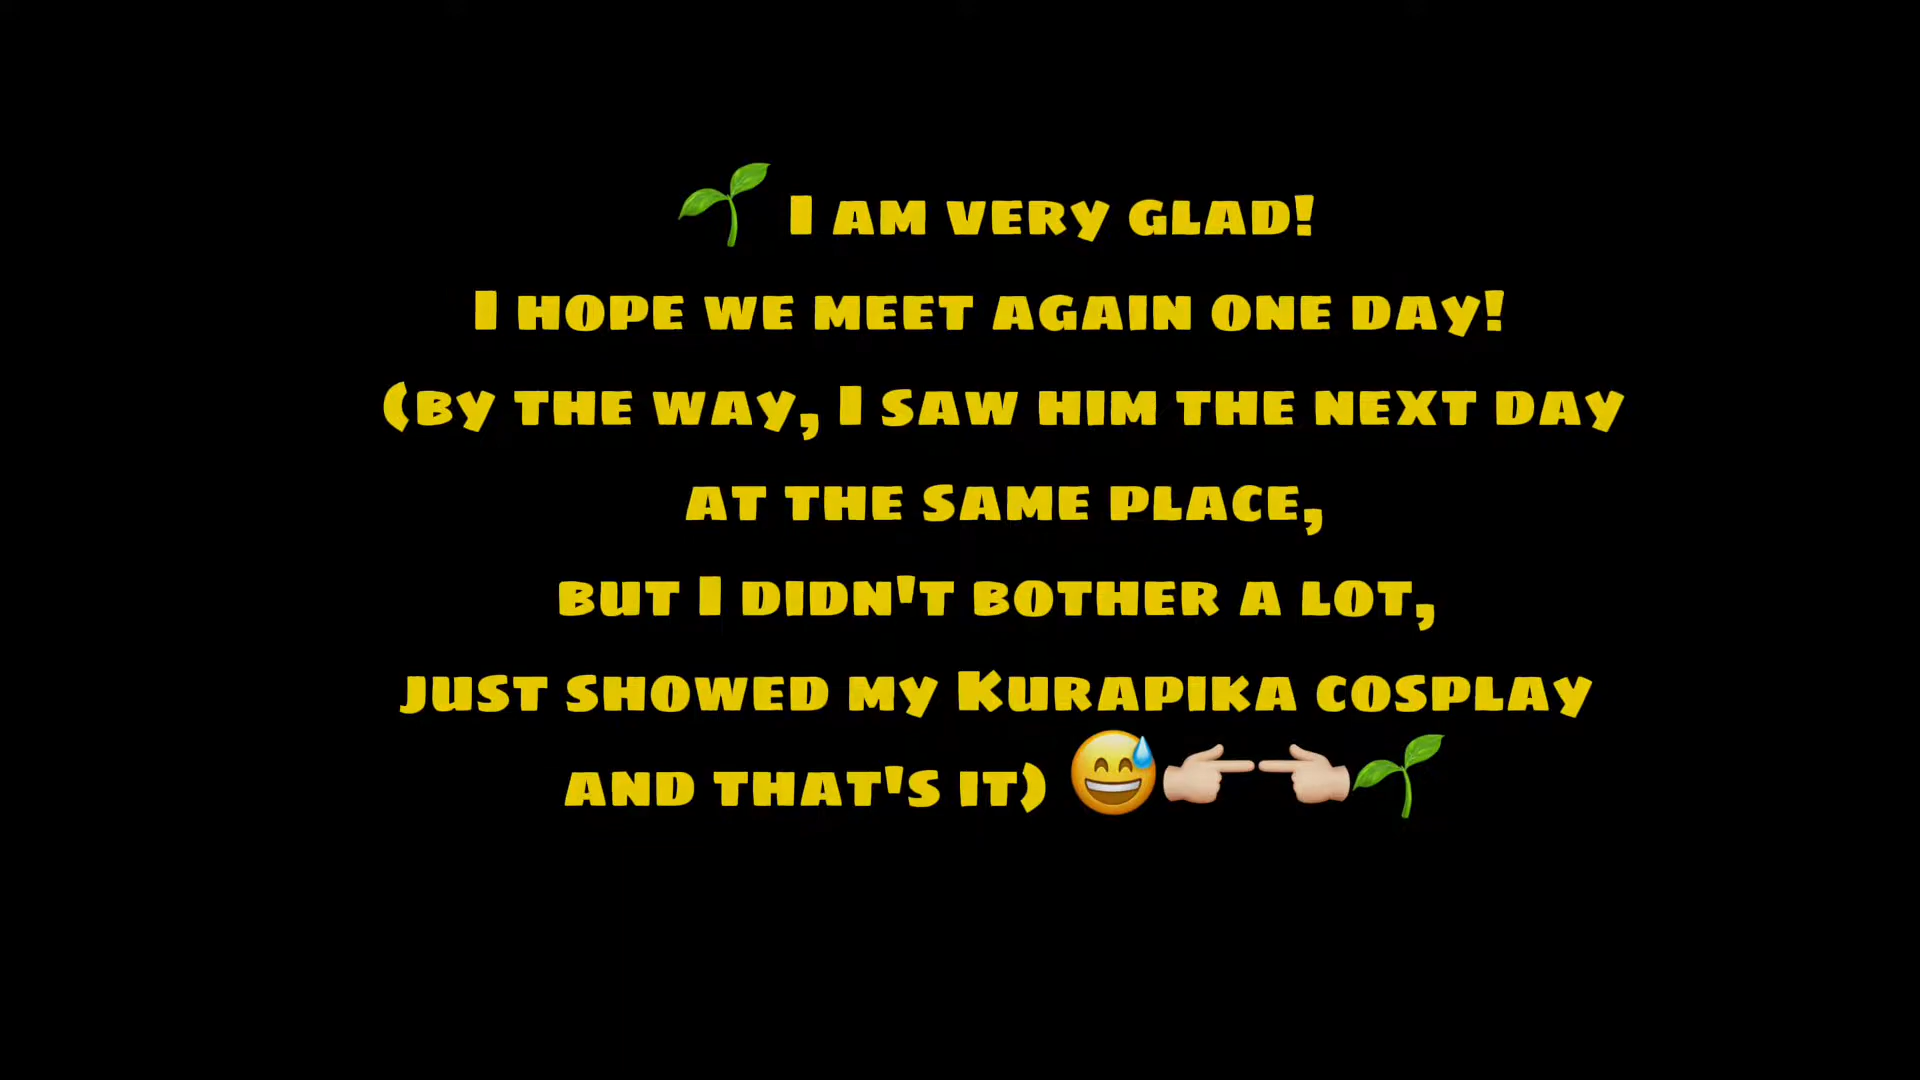 🌱 I am very glad!
I hope we meet again one day!
(by the way, I saw him the next day
at the same place,
but I didn't bother a lot,
just showed my Kurapika cosplay
and that's it) 😅👉🏻👈🏻🌱